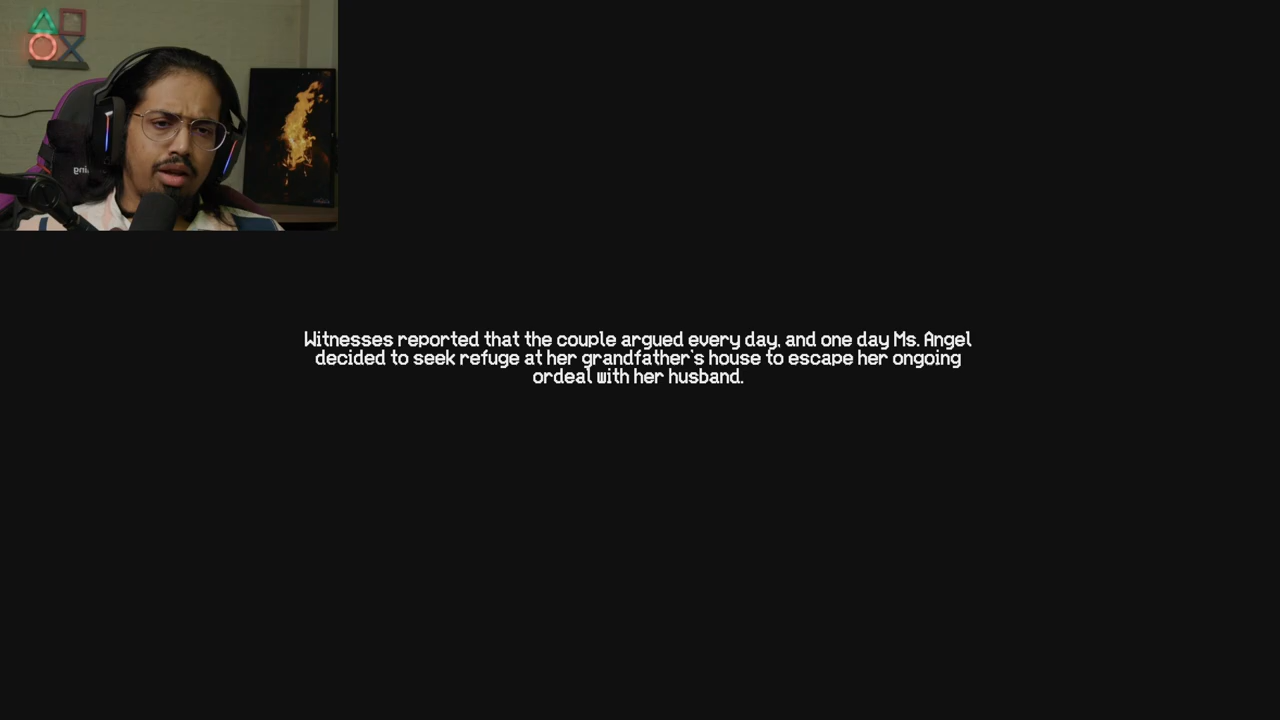 Witnesses reported that the couple argued every day, and one day Ms. Angel
decided to seek refuge at her grandfather's house to escape her ongoing
ordeal with her husband.